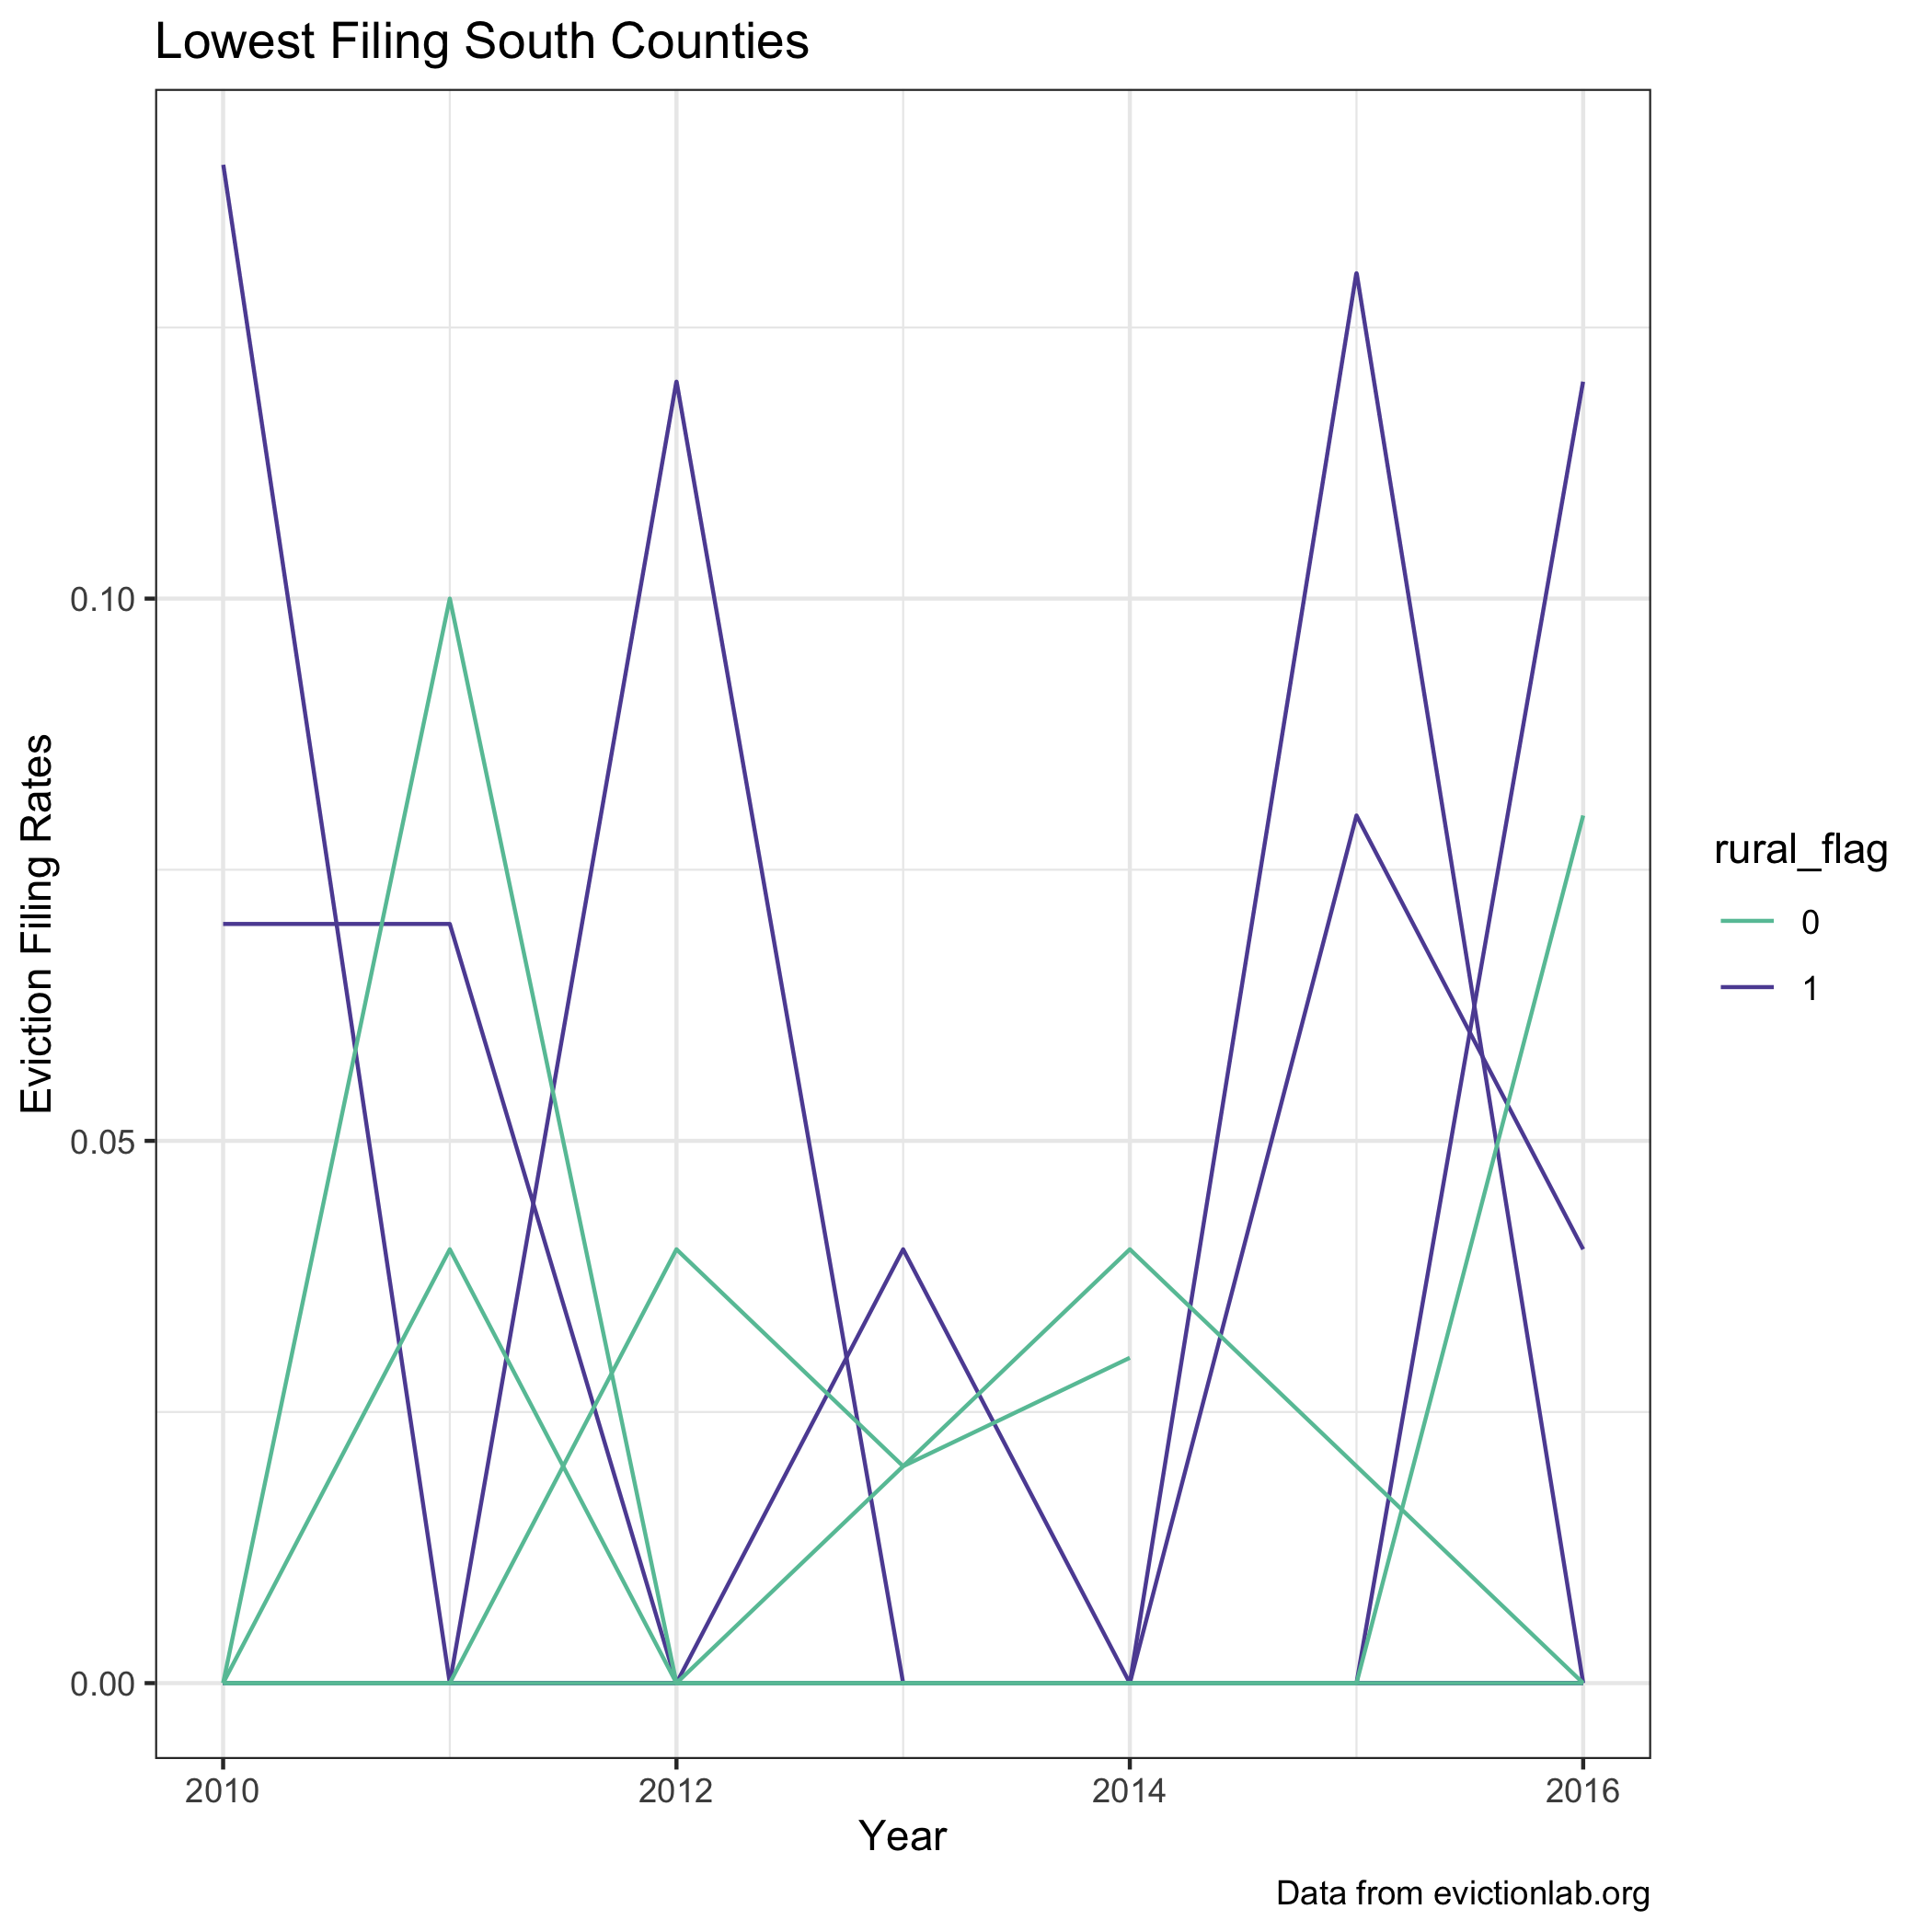 Lowest Filing South Counties
Eviction Filing Rates
0.10
0.05
0.00
2010 2012 2014 2016
Year
rural_flag
0
1
Data from evictionlab.org